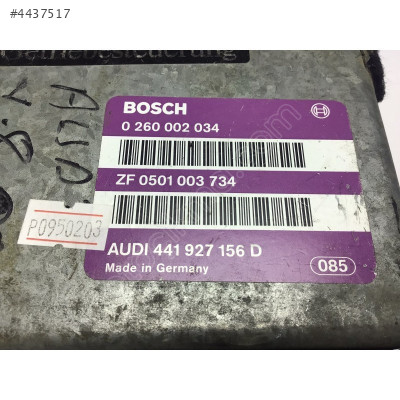 #4437517
Getriebesteuerung
BOSCH
0 260 002 034
ZF 0501 003 734
AUDI 441 927 156 D
Made in Germany
085
P0950203